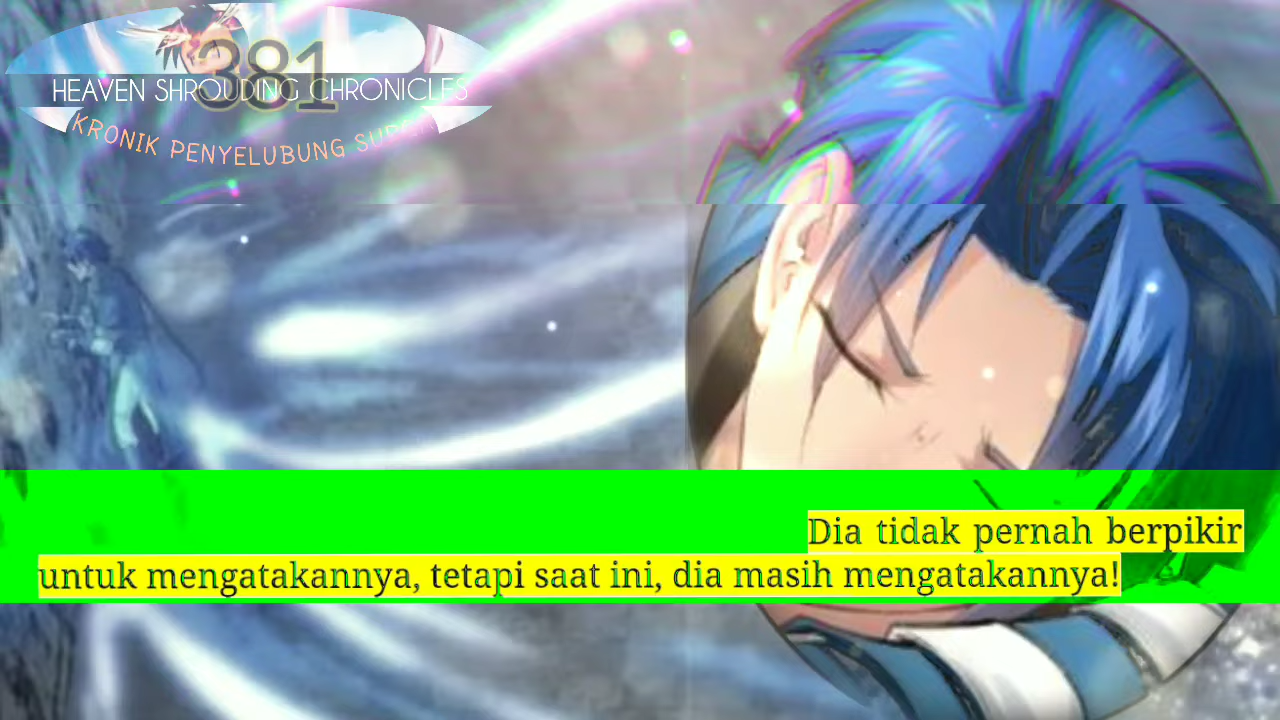 381
HEAVEN SHROUDING CHRONICLES
KRONIK PENYELUBUNG
Dia tidak pernah berpikir
untuk mengatakannya, tetapi saat ini, dia masih mengatakannya!